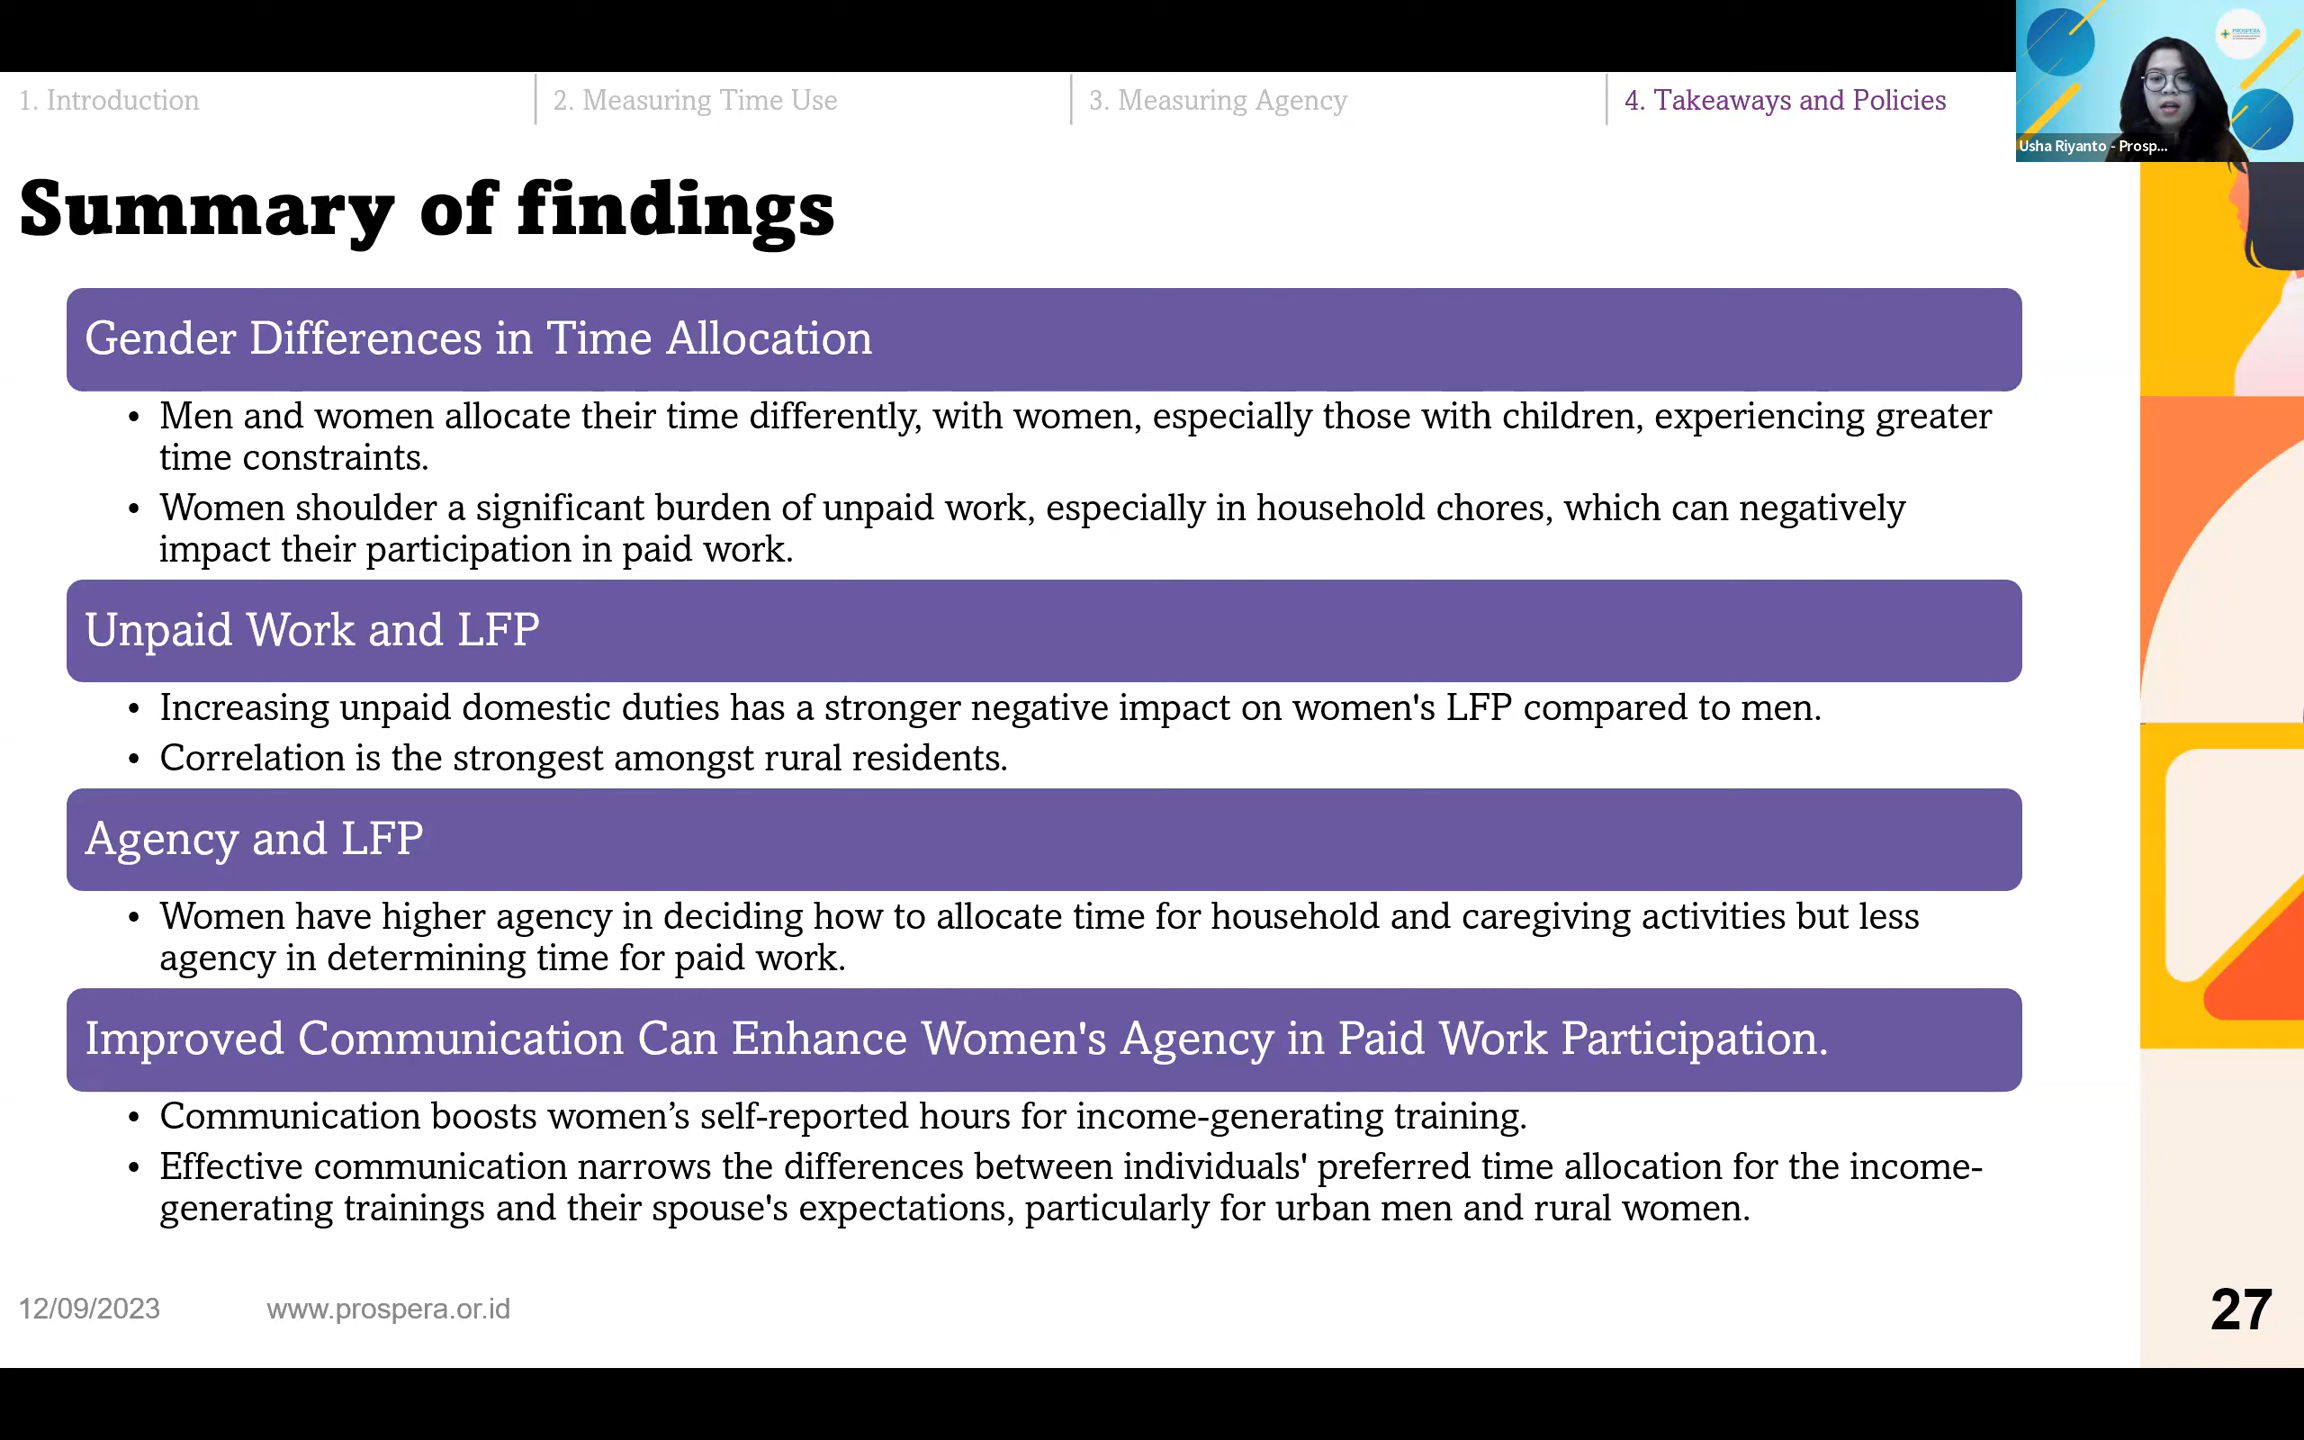 1. Introduction
2. Measuring Time Use
3. Measuring Agency
4. Takeaways and Policies
PROSPERA
Usha Riyanto - Prosp...
Summary of findings
Gender Differences in Time Allocation
• Men and women allocate their time differently, with women, especially those with children, experiencing greater
time constraints.
• Women shoulder a significant burden of unpaid work, especially in household chores, which can negatively
impact their participation in paid work.
Unpaid Work and LFP
• Increasing unpaid domestic duties has a stronger negative impact on women's LFP compared to men.
• Correlation is the strongest amongst rural residents.
Agency and LFP
• Women have higher agency in deciding how to allocate time for household and caregiving activities but less
agency in determining time for paid work.
Improved Communication Can Enhance Women's Agency in Paid Work Participation.
• Communication boosts women’s self-reported hours for income-generating training.
• Effective communication narrows the differences between individuals' preferred time allocation for the income-
generating trainings and their spouse's expectations, particularly for urban men and rural women.
12/09/2023
www.prospera.or.id
27